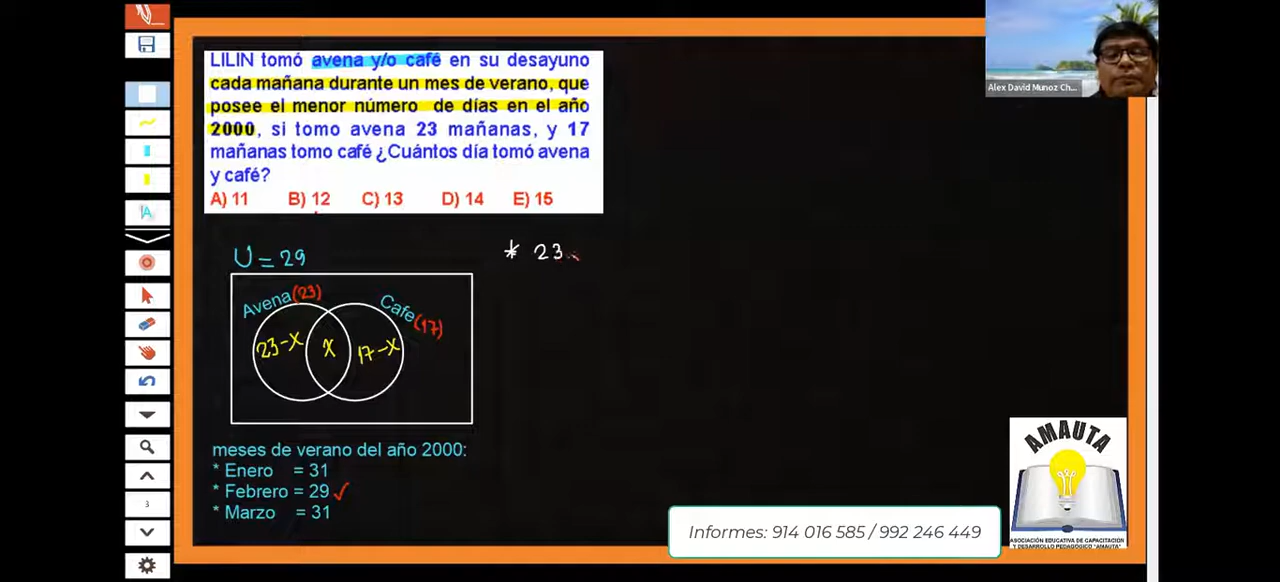 LILIN tomó avena y/o café en su desayuno
cada mañana durante un mes de verano, que
posee el menor número de días en el año
2000, si tomo avena 23 mañanas, y 17
mañanas tomo café ¿Cuántos día tomó avena
y café?
A) 11 B) 12 C) 13 D) 14 E) 15
U = 29
* 23
Avena (23)
Cafe (17)
23-x x 17-x
meses de verano del año 2000:
* Enero = 31
* Febrero = 29 ✓
* Marzo = 31
Alex David Munoz Ch...
3
AMAUTA
ASOCIACIÓN EDUCATIVA DE CAPACITACION
Y DESARROLLO PEDAGÓGICO "AMAUTA"
Informes: 914 016 585 / 992 246 449